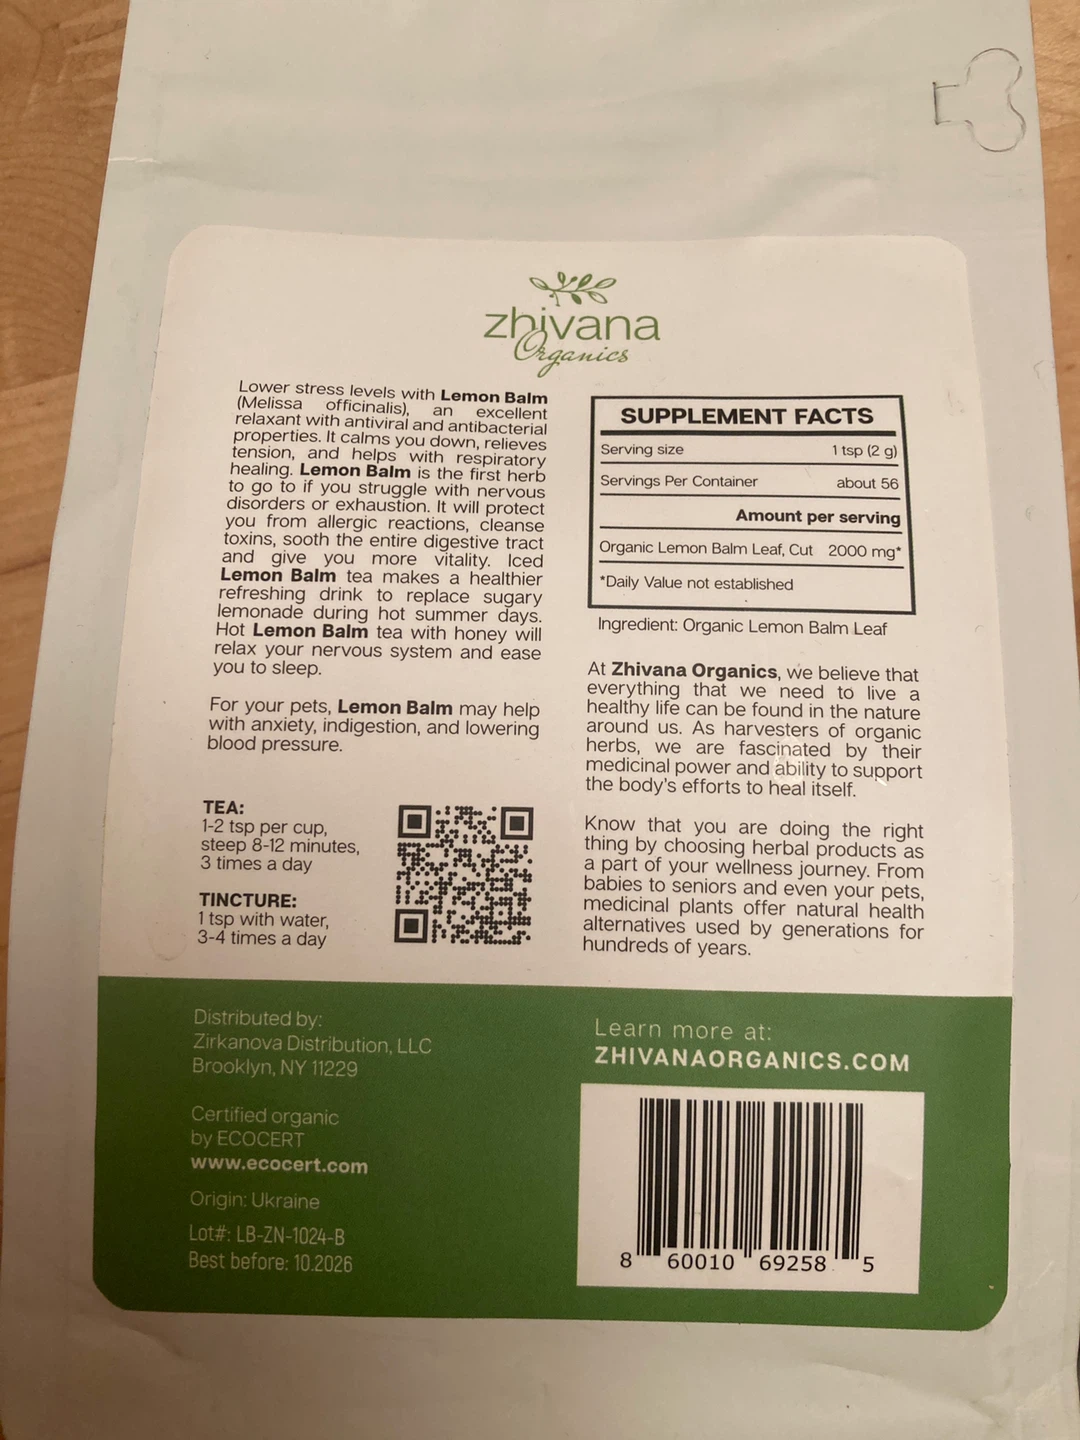 zhivana
Organics
Lower stress levels with Lemon Balm
(Melissa officinalis), an excellent
relaxant with antiviral and antibacterial
properties. It calms you down, relieves
tension, and helps with respiratory
healing. Lemon Balm is the first herb
to go to if you struggle with nervous
disorders or exhaustion. It will protect
you from allergic reactions, cleanse
toxins, sooth the entire digestive tract
and give you more vitality. Iced
Lemon Balm tea makes a healthier
refreshing drink to replace sugary
lemonade during hot summer days.
Hot Lemon Balm tea with honey will
relax your nervous system and ease
you to sleep.
For your pets, Lemon Balm may help
with anxiety, indigestion, and lowering
blood pressure.
TEA:
1-2 tsp per cup,
steep 8-12 minutes,
3 times a day
TINCTURE:
1 tsp with water,
3-4 times a day
SUPPLEMENT FACTS
Serving size 1 tsp (2 g)
Servings Per Container about 56
Amount per serving
Organic Lemon Balm Leaf, Cut 2000 mg*
*Daily Value not established
Ingredient: Organic Lemon Balm Leaf
At Zhivana Organics, we believe that
everything that we need to live a
healthy life can be found in the nature
around us. As harvesters of organic
herbs, we are fascinated by their
medicinal power and ability to support
the body's efforts to heal itself.
Know that you are doing the right
thing by choosing herbal products as
a part of your wellness journey. From
babies to seniors and even your pets,
medicinal plants offer natural health
alternatives used by generations for
hundreds of years.
Distributed by:
Zirkanova Distribution, LLC
Brooklyn, NY 11229
Certified organic
by ECOCERT
www.ecocert.com
Origin: Ukraine
Lot#: LB-ZN-1024-B
Best before: 10.2026
Learn more at:
ZHIVANAORGANICS.COM
8 60010 69258 5